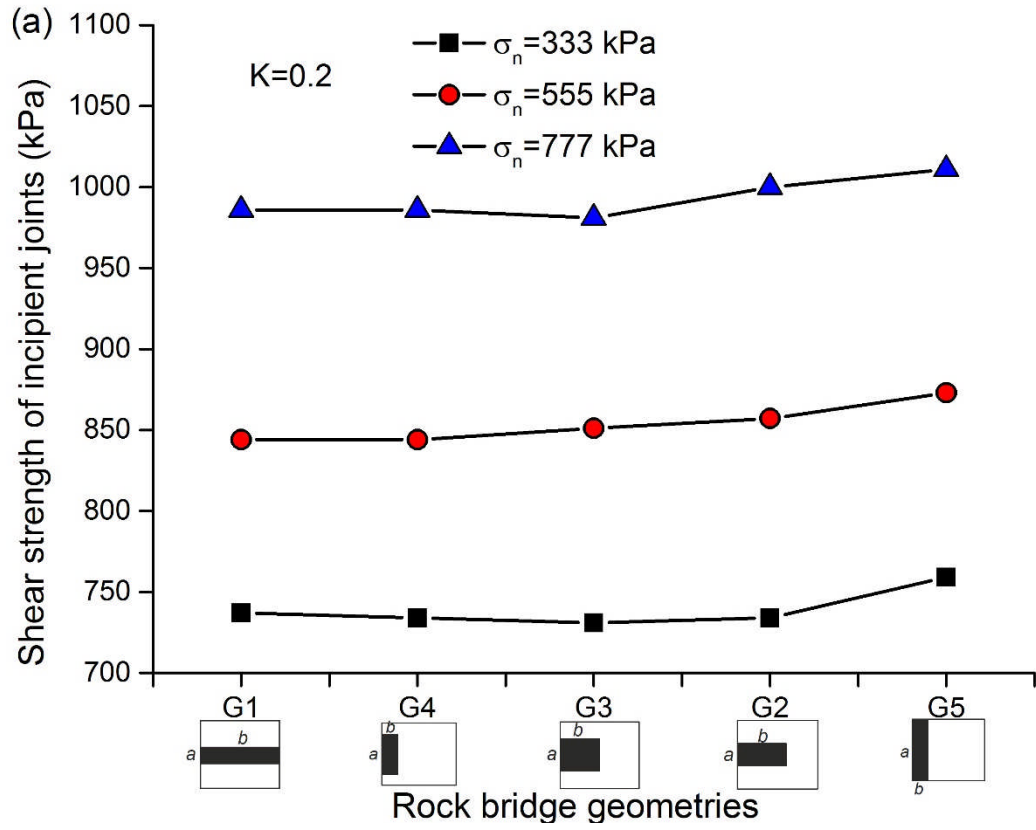 (a)
σn=333 kPa
K=0.2
σn=555 kPa
σn=777 kPa
Shear strength of incipient joints (kPa)
1100
1050
1000
950
900
850
800
750
700
G1 G4 G3 G2 G5
b b b b
a a a a a
b
Rock bridge geometries